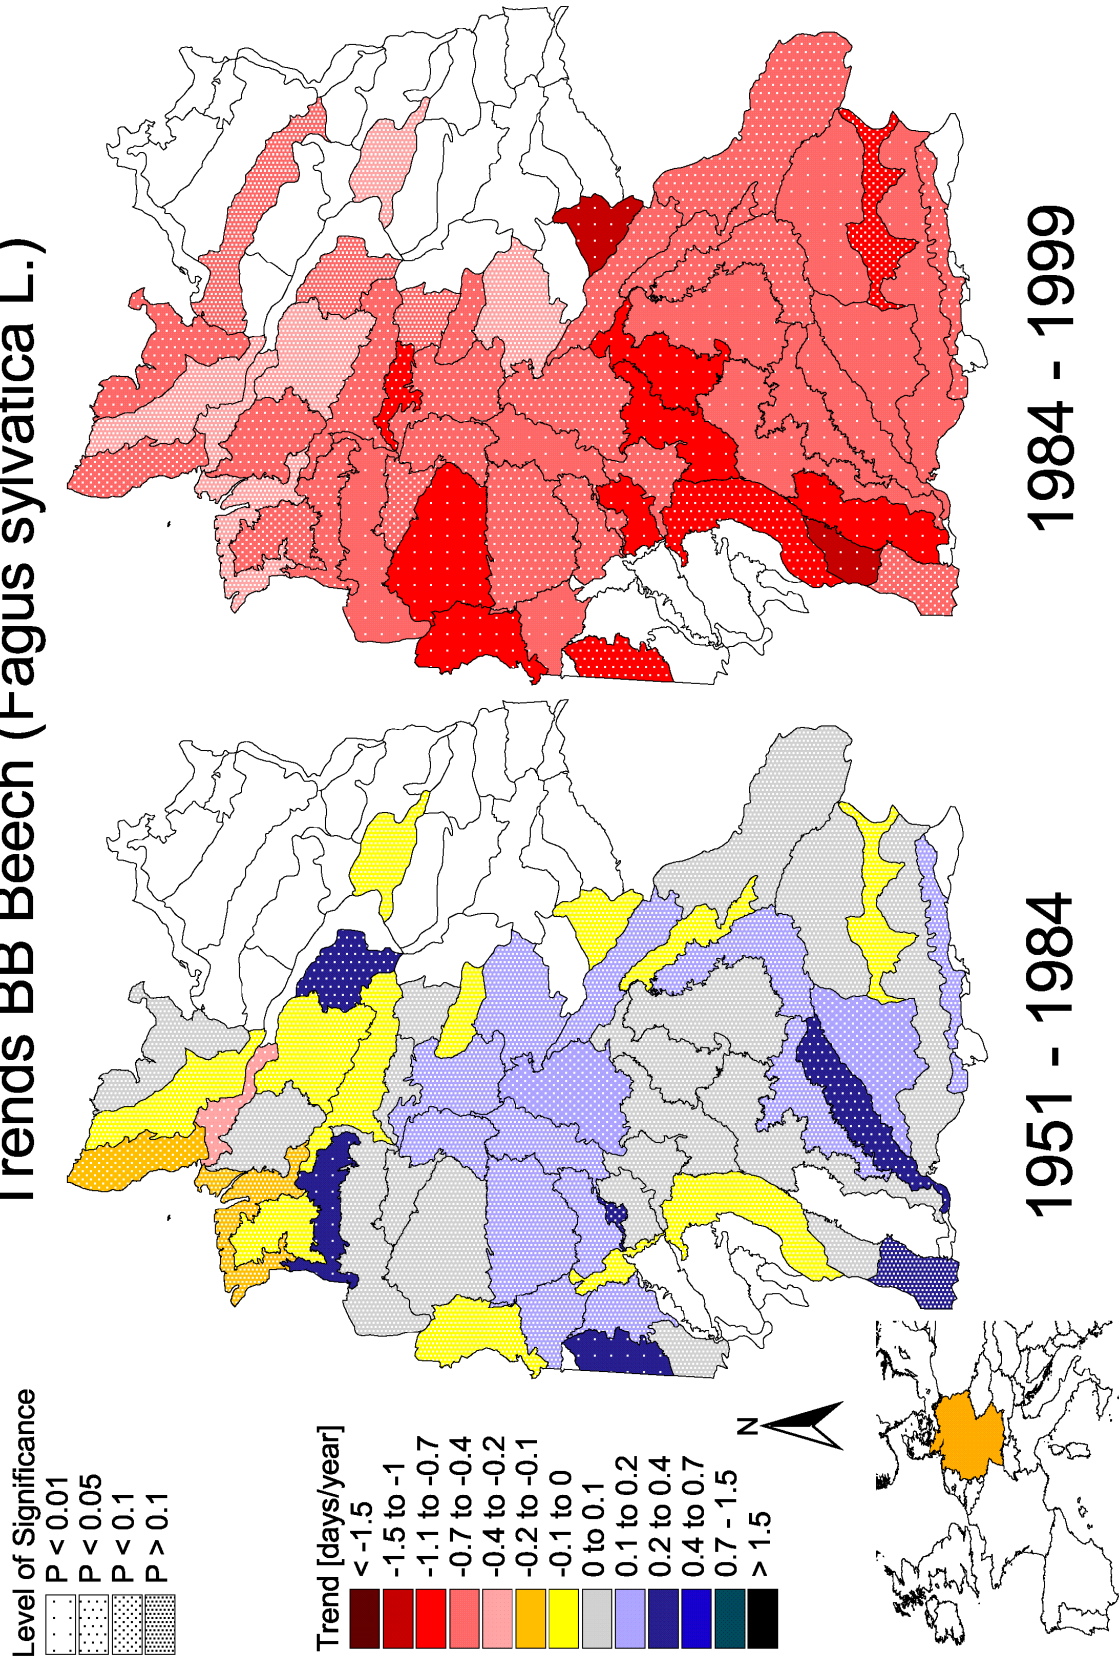 Trends BB Beech (Fagus sylvatica L.)
Level of Significance
P < 0.01
P < 0.05
P < 0.1
P > 0.1
Trend [days/year]
< -1.5
-1.5 to -1
-1.1 to -0.7
-0.7 to -0.4
-0.4 to -0.2
-0.2 to -0.1
-0.1 to 0
0 to 0.1
0.1 to 0.2
0.2 to 0.4
0.4 to 0.7
0.7 - 1.5
> 1.5
N
1951 - 1984
1984 - 1999